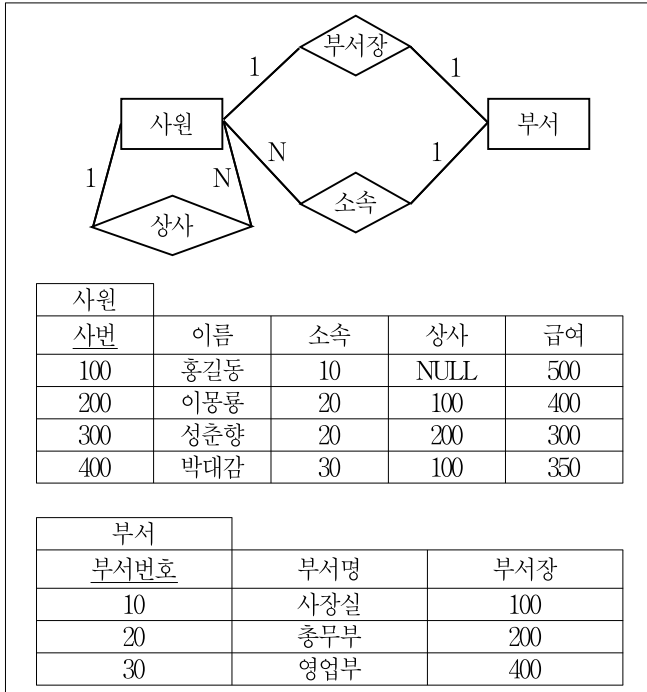 부서장
1 1
사원 부서
1 N N 1
상사 소속
사원
사번 이름 소속 상사 급여
100 홍길동 10 NULL 500
200 이몽룡 20 100 400
300 성춘향 20 200 300
400 박대감 30 100 350
부서
부서번호 부서명 부서장
10 사장실 100
20 총무부 200
30 영업부 400